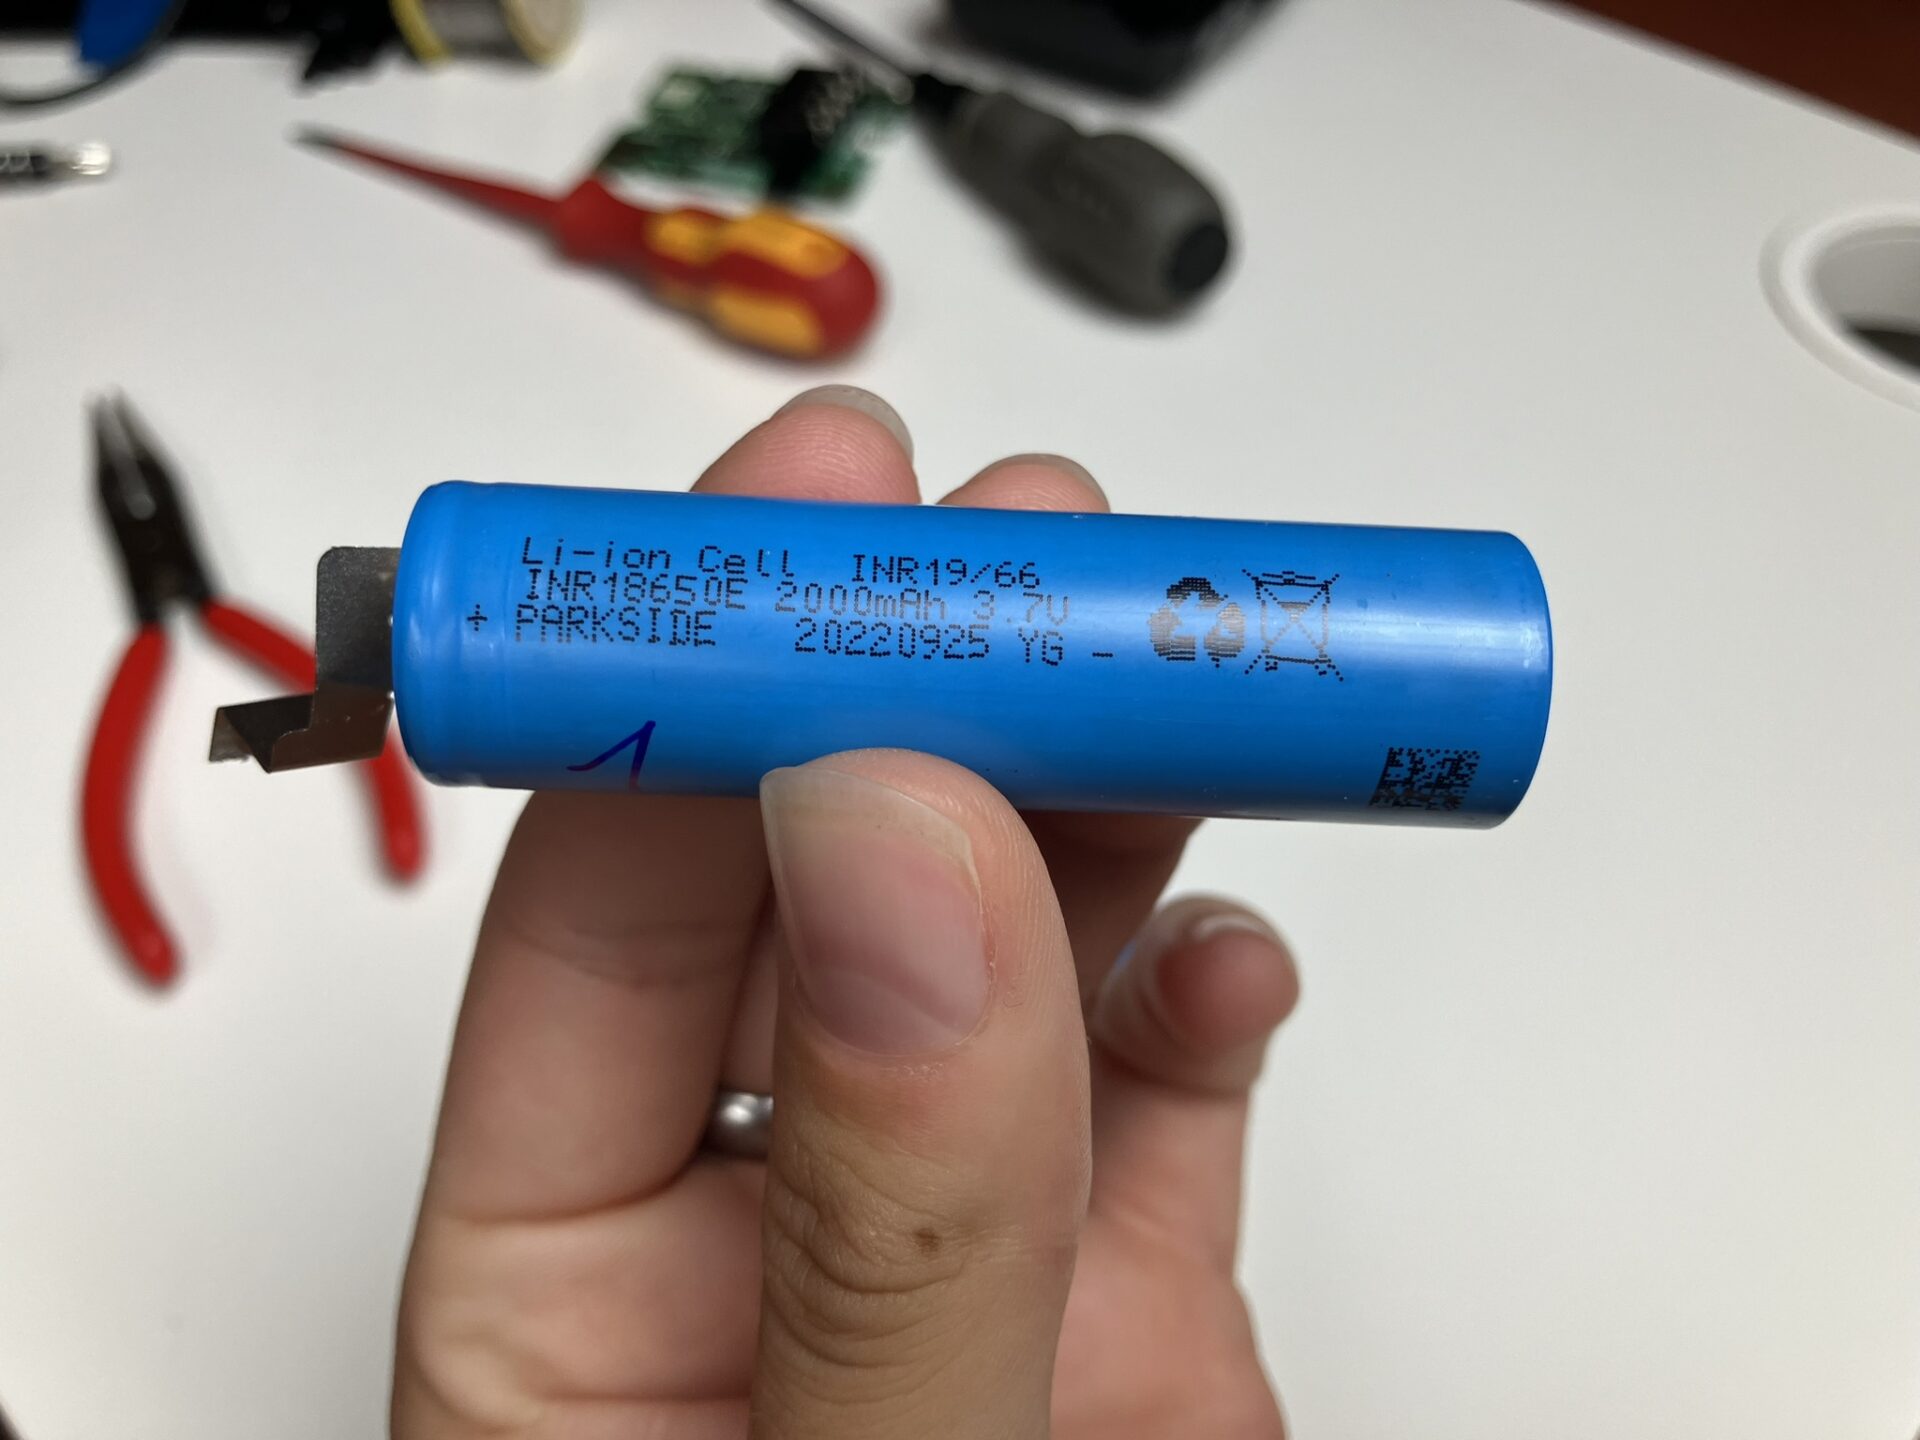 Li-ion Cell INR19/66
INR18650E 2000mAh 3.7V
+ PARKSIDE 20220925 YG -
1